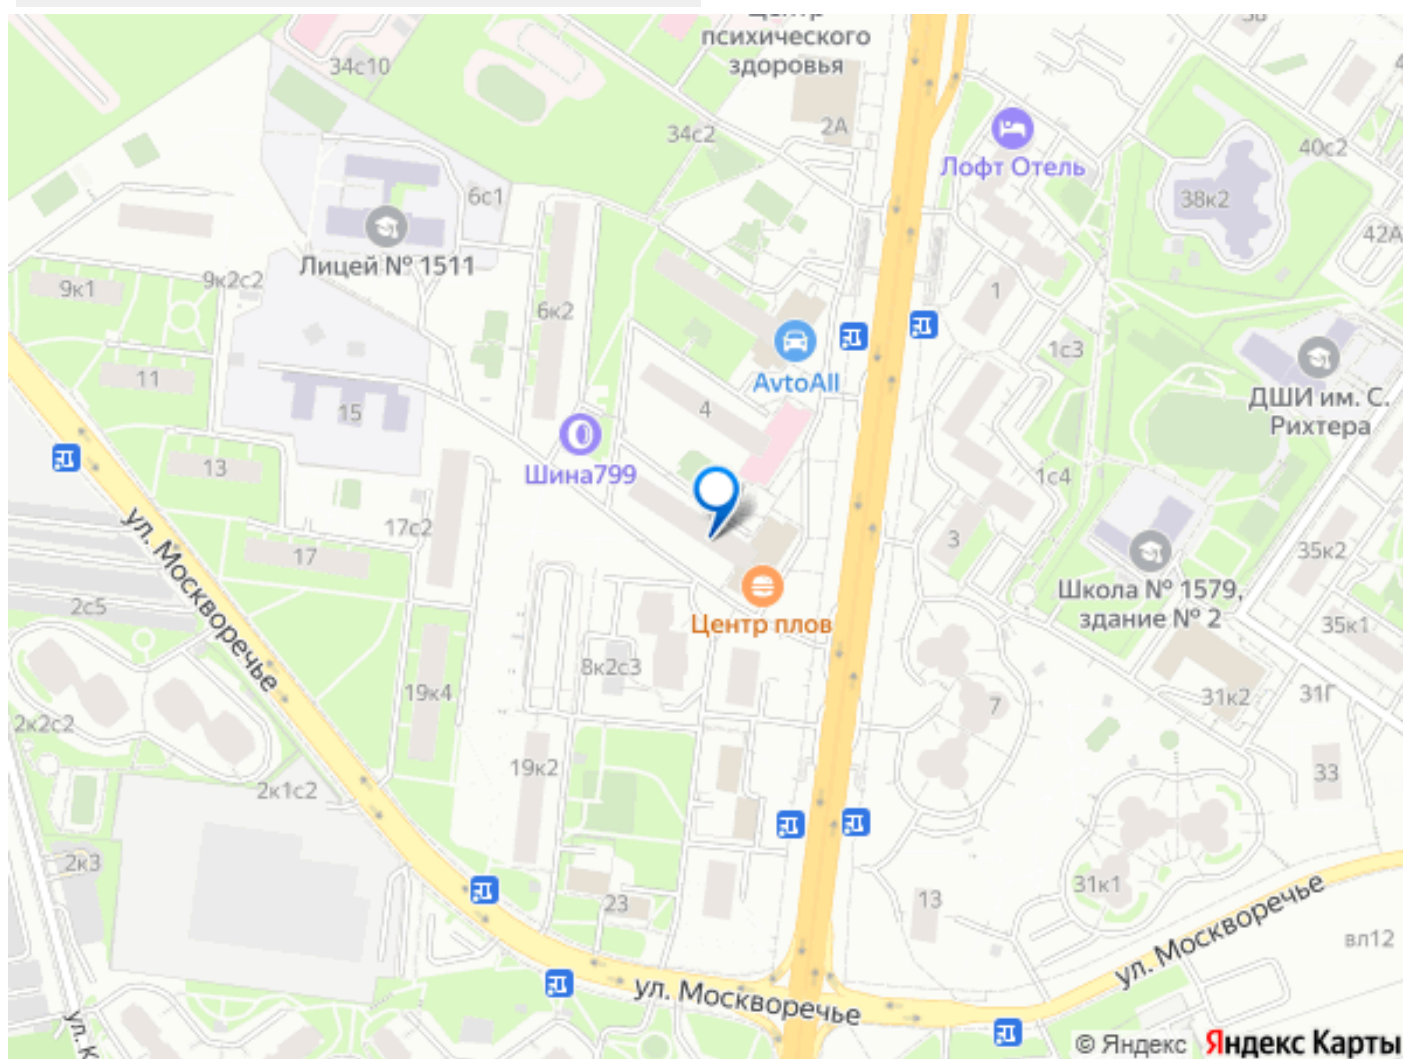 центр
психического
здоровья
38
34с10
34с2
2А
40с2
Лофт Отель
6с1
38к2
42А
Лицей № 1511
9к2с2
9к1
6к2
1
1с3
AvtoAll
11
4
15
ДШИ им. С.
Рихтера
13
Шина799
1с4
17с2
ул. Москворечье
17
3
35к2
Школа № 1579,
здание № 2
2с5
Центр плов
35к1
8к2с3
19к4
31к2
31Г
7
2к2с2
19к2
33
2к1с2
2к3
31к1
23
13
ул. Москворечье
вл12
ул. Москворечье
ул. К
© Яндекс Яндекс Карты